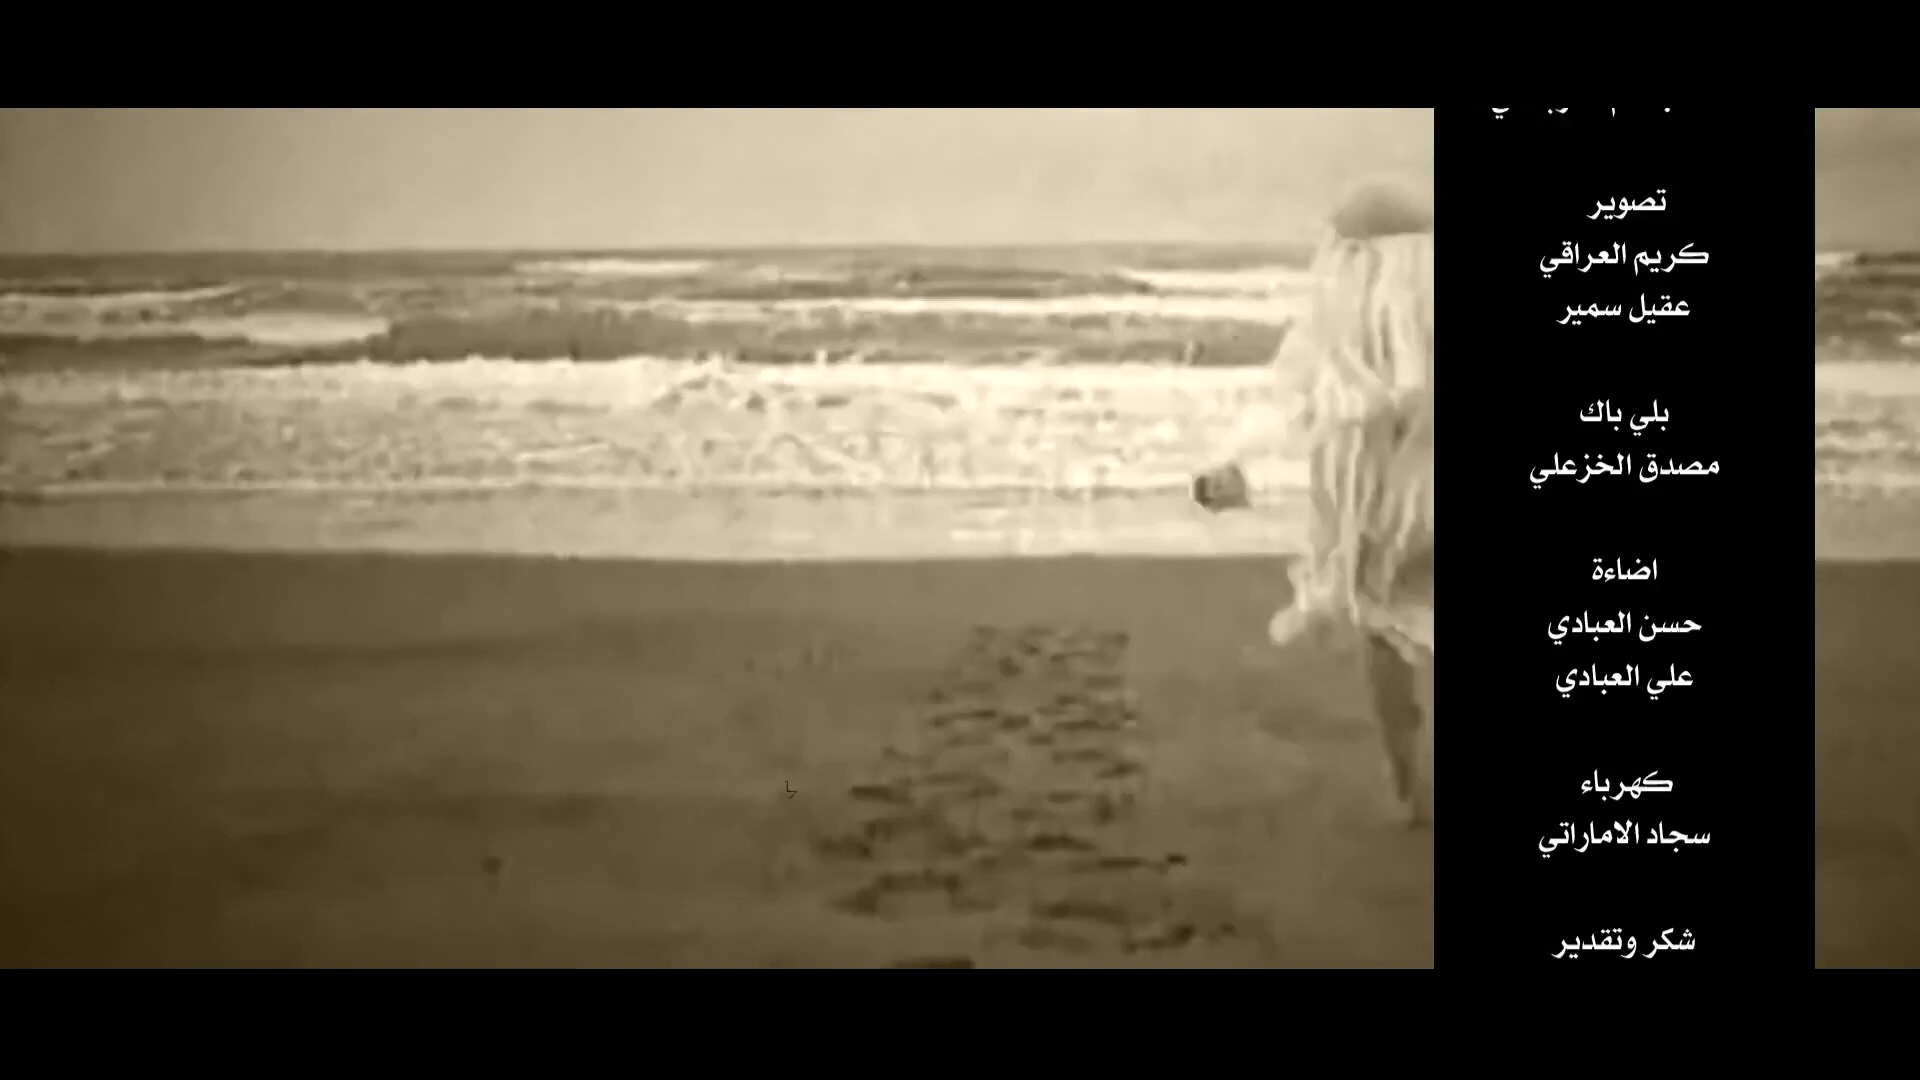 تصوير
كريم العراقي
عقيل سمير
بلي باك
مصدق الخزعلي
اضاءة
حسن العبادي
علي العبادي
كهرباء
سجاد الاماراتي
شكر وتقدير